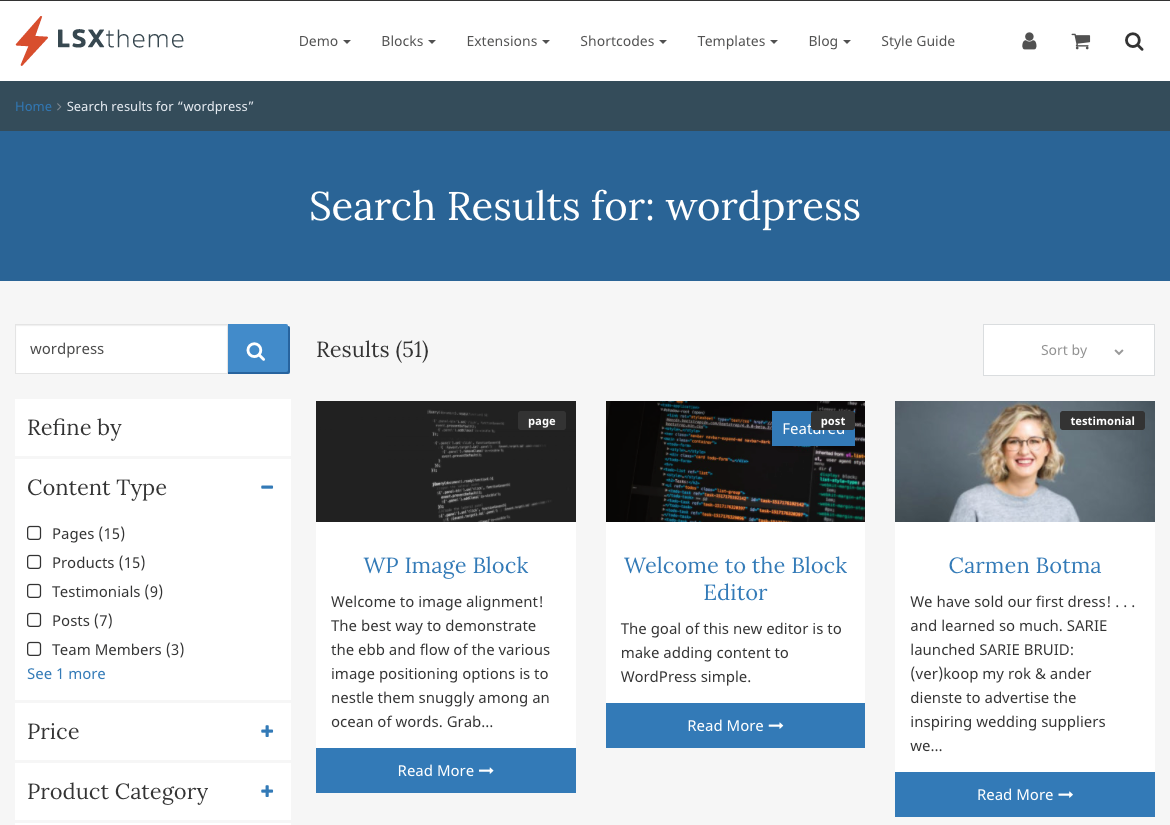 LSXtheme
Demo
Blocks
Extensions
Shortcodes
Templates
Blog
Style Guide
Home > Search results for “wordpress”
Search Results for: wordpress
wordpress
Results (51)
Sort by
Refine by
Content Type
Pages (15)
Products (15)
Testimonials (9)
Posts (7)
Team Members (3)
See 1 more
Price
Product Category
page
WP Image Block
Welcome to image alignment!
The best way to demonstrate
the ebb and flow of the various
image positioning options is to
nestle them snuggly among an
ocean of words. Grab...
Read More
Featured
post
Welcome to the Block
Editor
The goal of this new editor is to
make adding content to
WordPress simple.
Read More
testimonial
Carmen Botma
We have sold our first dress! . . .
and learned so much. SARIE
launched SARIE BRUID:
(ver)koop my rok & ander
dienste to advertise the
inspiring wedding suppliers
we...
Read More